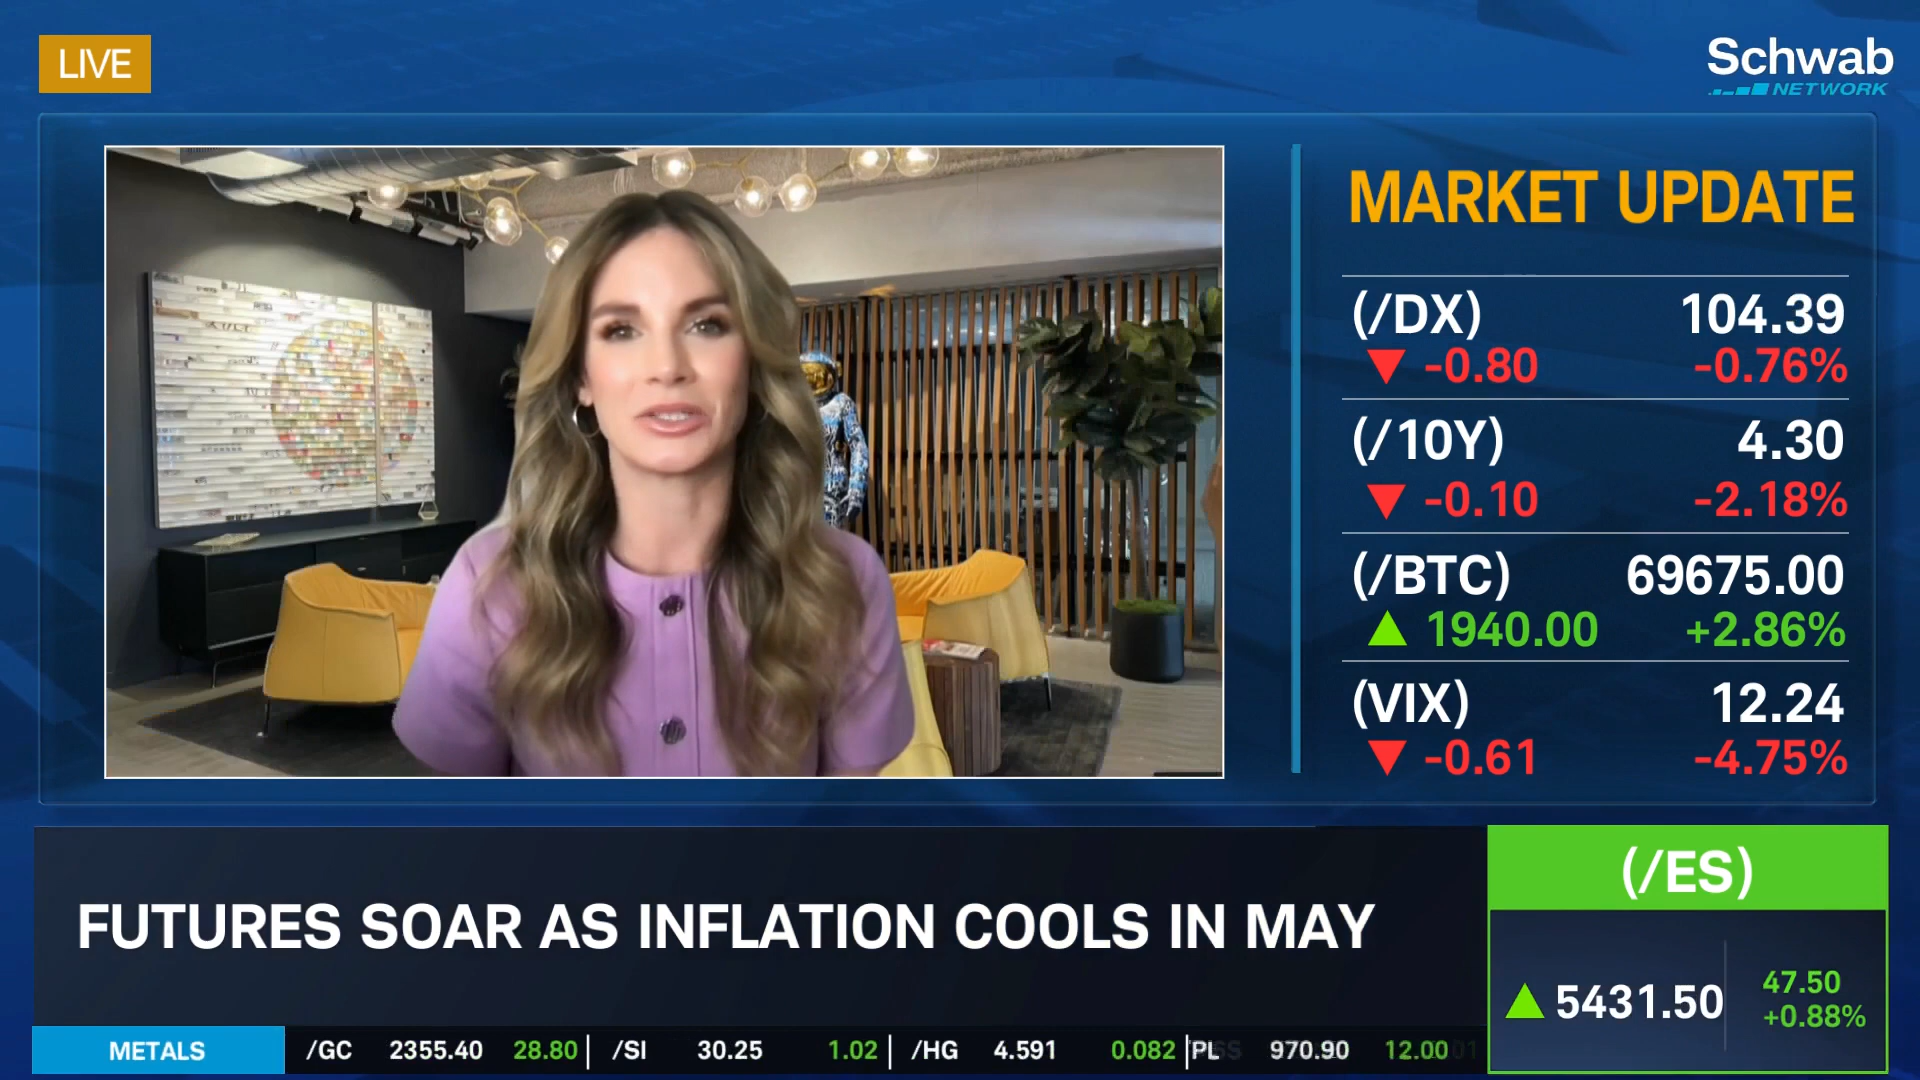 LIVE
Schwab
NETWORK
MARKET UPDATE
(/DX) 104.39
▼ -0.80 -0.76%
(/10Y) 4.30
▼ -0.10 -2.18%
(/BTC) 69675.00
▲ 1940.00 +2.86%
(VIX) 12.24
▼ -0.61 -4.75%
FUTURES SOAR AS INFLATION COOLS IN MAY
(/ES)
▲ 5431.50
47.50
+0.88%
METALS /GC 2355.40 28.80 | /SI 30.25 1.02 | /HG 4.591 0.082 | PL 970.90 12.00